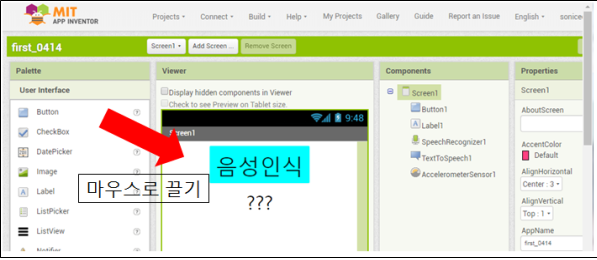 MIT
APP INVENTOR
Projects
Connect
Build
Help
My Projects
Gallery
Guide
Report an Issue
English
sonice
first_0414
Screen1
Add Screen ...
Remove Screen
Palette
User Interface
Button
CheckBox
DatePicker
Image
Label
ListPicker
ListView
Notifier
Viewer
Display hidden components in Viewer
Check to see Preview on Tablet size.
9:48
Screen1
음성인식
???
마우스로 끌기
Components
Screen1
Button1
Label1
SpeechRecognizer1
TextToSpeech1
AccelerometerSensor1
Properties
Screen1
AboutScreen
AccentColor
Default
AlignHorizontal
Center : 3
AlignVertical
Top : 1
AppName
first_0414